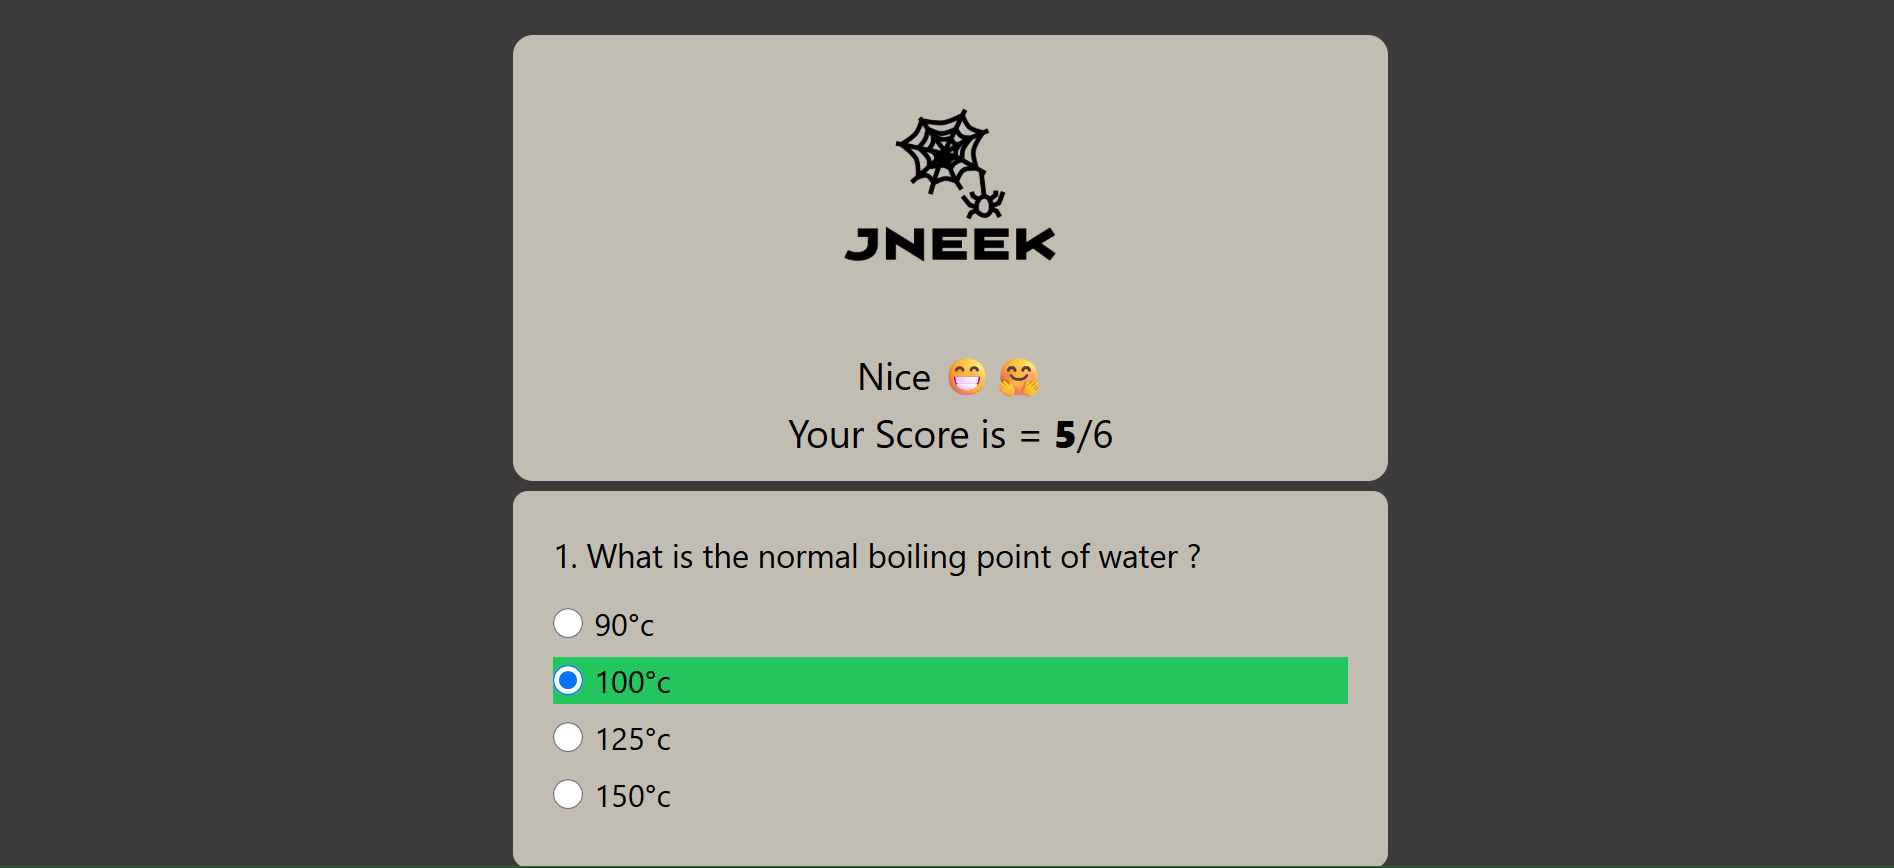 JNEEK
Nice 😁 🤗
Your Score is = 5/6
1. What is the normal boiling point of water ?
90°c
100°c
125°c
150°c